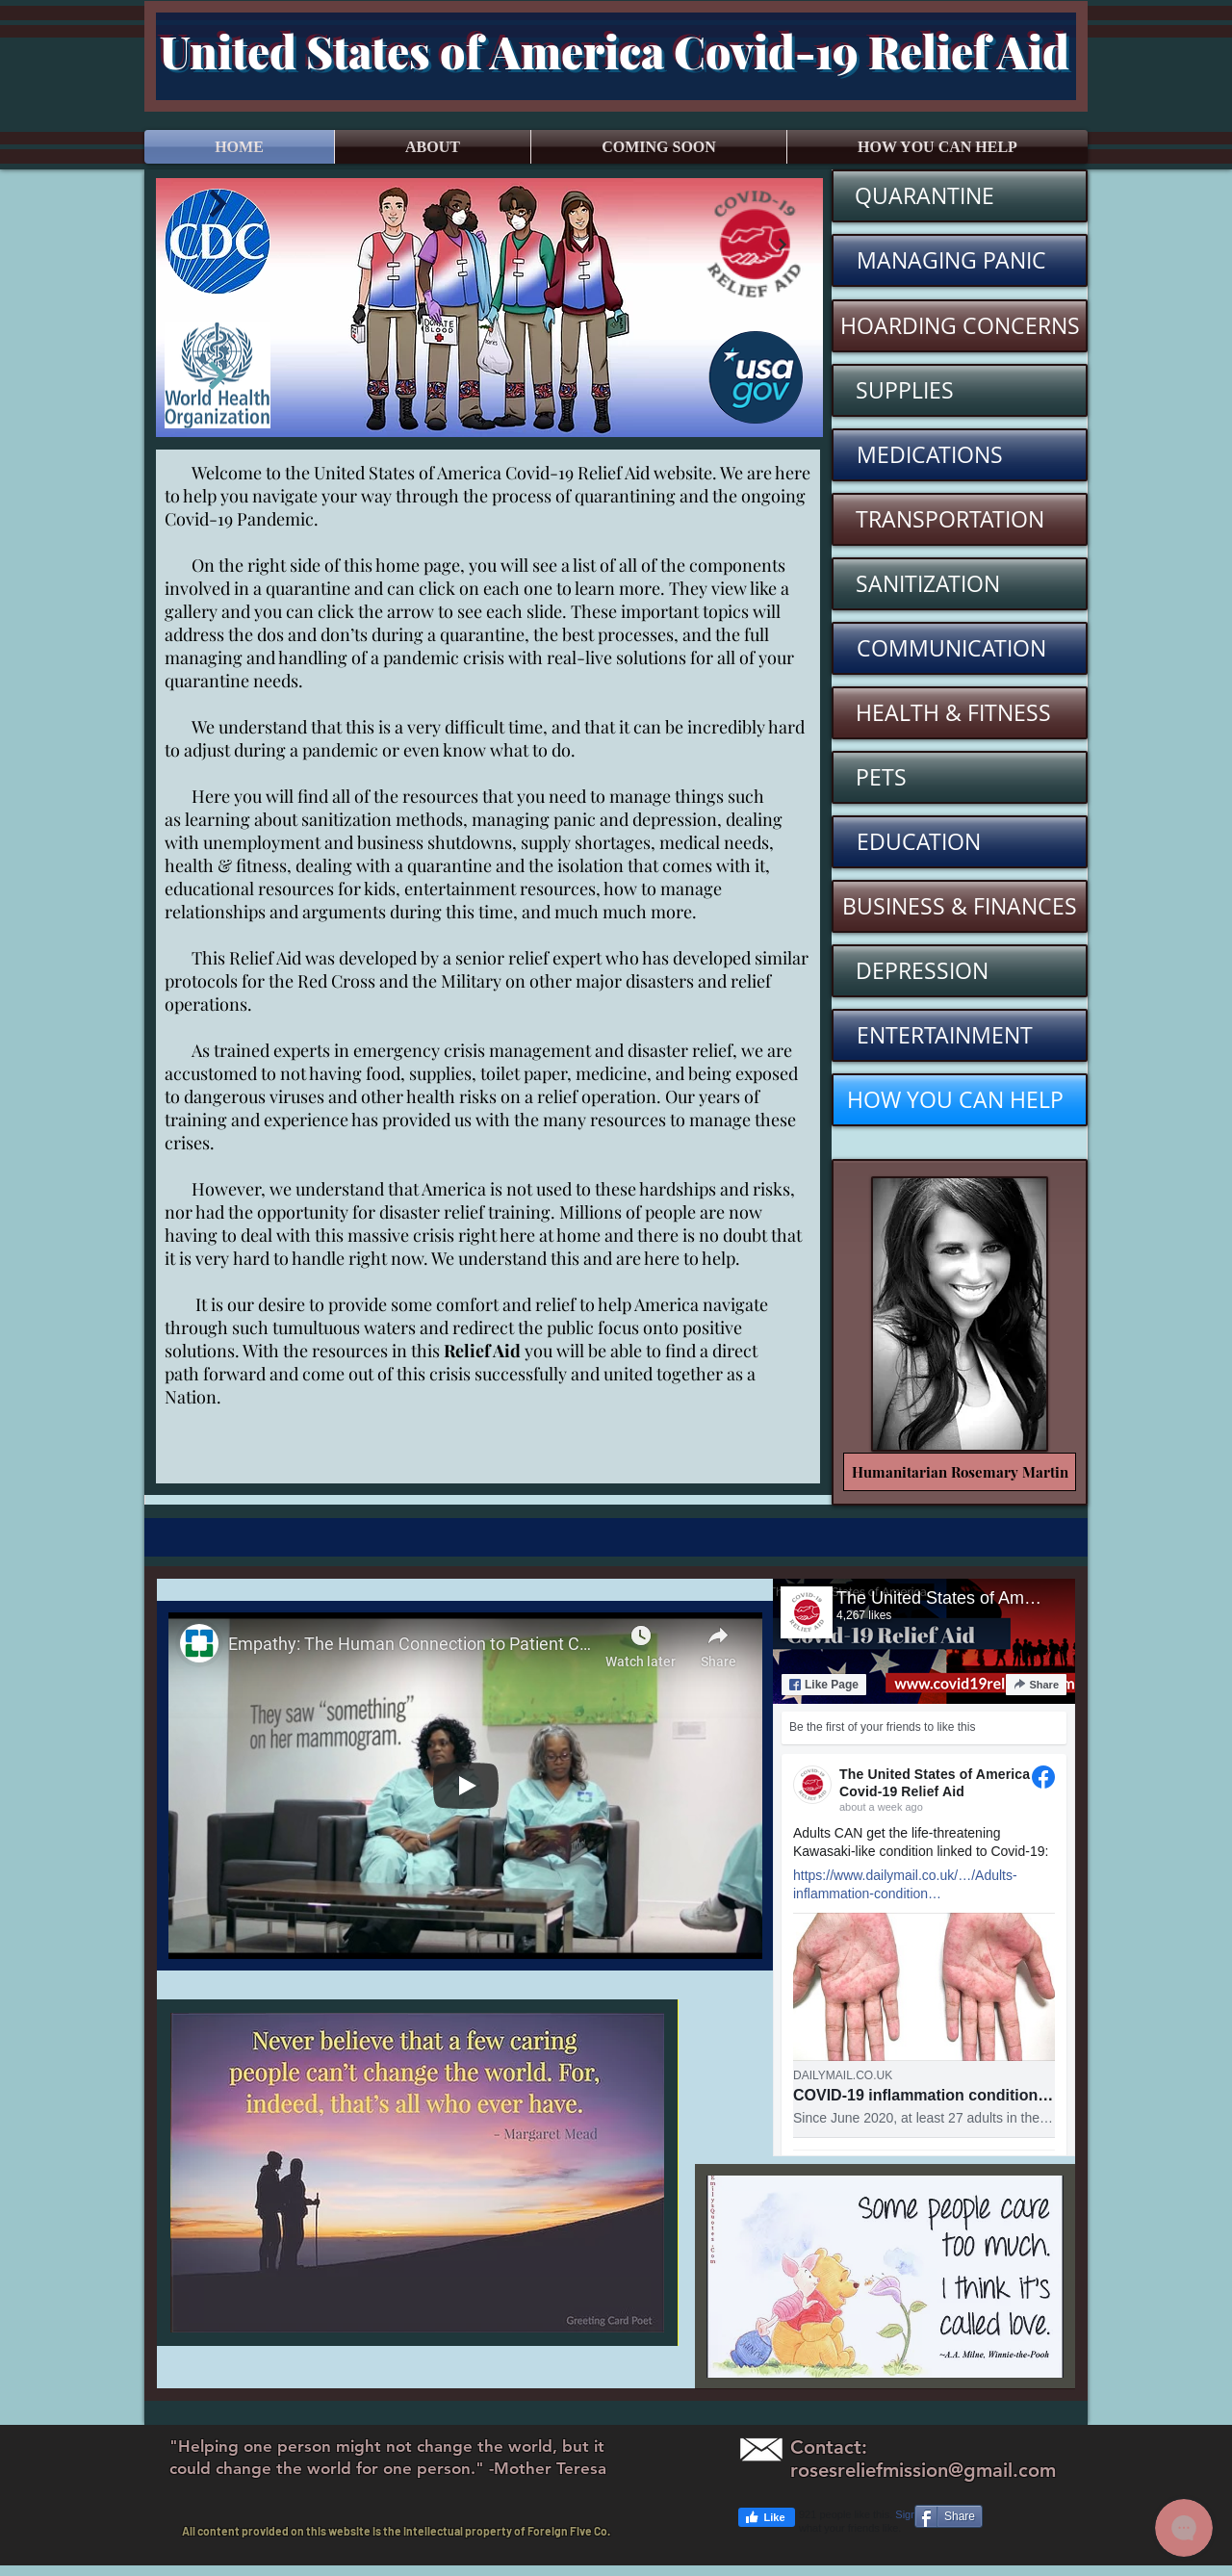 United States of America Covid-19 Relief Aid
HOME
ABOUT
COMING SOON
HOW YOU CAN HELP
CDC
World Health
Organization
DONATE
BLOOD
COVID-19
RELIEF AID
usa
gov
QUARANTINE
MANAGING PANIC
HOARDING CONCERNS
SUPPLIES
MEDICATIONS
TRANSPORTATION
SANITIZATION
COMMUNICATION
HEALTH & FITNESS
PETS
EDUCATION
BUSINESS & FINANCES
DEPRESSION
ENTERTAINMENT
HOW YOU CAN HELP
Welcome to the United States of America Covid-19 Relief Aid website. We are here
to help you navigate your way through the process of quarantining and the ongoing
Covid-19 Pandemic.
On the right side of this home page, you will see a list of all of the components
involved in a quarantine and can click on each one to learn more. They view like a
gallery and you can click the arrow to see each slide. These important topics will
address the dos and don'ts during a quarantine, the best processes, and the full
managing and handling of a pandemic crisis with real-live solutions for all of your
quarantine needs.
We understand that this is a very difficult time, and that it can be incredibly hard
to adjust during a pandemic or even know what to do.
Here you will find all of the resources that you need to manage things such
as learning about sanitization methods, managing panic and depression, dealing
with unemployment and business shutdowns, supply shortages, medical needs,
health & fitness, dealing with a quarantine and the isolation that comes with it,
educational resources for kids, entertainment resources, how to manage
relationships and arguments during this time, and much much more.
This Relief Aid was developed by a senior relief expert who has developed similar
protocols for the Red Cross and the Military on other major disasters and relief
operations.
As trained experts in emergency crisis management and disaster relief, we are
accustomed to not having food, supplies, toilet paper, medicine, and being exposed
to dangerous viruses and other health risks on a relief operation. Our years of
training and experience has provided us with the many resources to manage these
crises.
However, we understand that America is not used to these hardships and risks,
nor had the opportunity for disaster relief training. Millions of people are now
having to deal with this massive crisis right here at home and there is no doubt that
it is very hard to handle right now. We understand this and are here to help.
It is our desire to provide some comfort and relief to help America navigate
through such tumultuous waters and redirect the public focus onto positive
solutions. With the resources in this Relief Aid you will be able to find a direct
path forward and come out of this crisis successfully and united together as a
Nation.
Humanitarian Rosemary Martin
Empathy: The Human Connection to Patient C...
Watch later
Share
They saw "something"
on her mammogram.
The United States of Am...
4,267 likes
Covid-19 Relief Aid
Like Page
Share
Be the first of your friends to like this
The United States of America
Covid-19 Relief Aid
about a week ago
Adults CAN get the life-threatening
Kawasaki-like condition linked to Covid-19:
https://www.dailymail.co.uk/…/Adults-
inflammation-condition…
DAILYMAIL.CO.UK
COVID-19 inflammation condition…
Since June 2020, at least 27 adults in the…
Never believe that a few caring
people can't change the world. For,
indeed, that's all who ever have.
- Margaret Mead
Greeting Card Poet
Some people care
too much.
I think it's
called love.
~A.A. Milne, Winnie-the-Pooh
"Helping one person might not change the world, but it
could change the world for one person." -Mother Teresa
Contact:
rosesreliefmission@gmail.com
Like
Sign
Share
All content provided on this website is the intellectual property of Foreign Five Co.